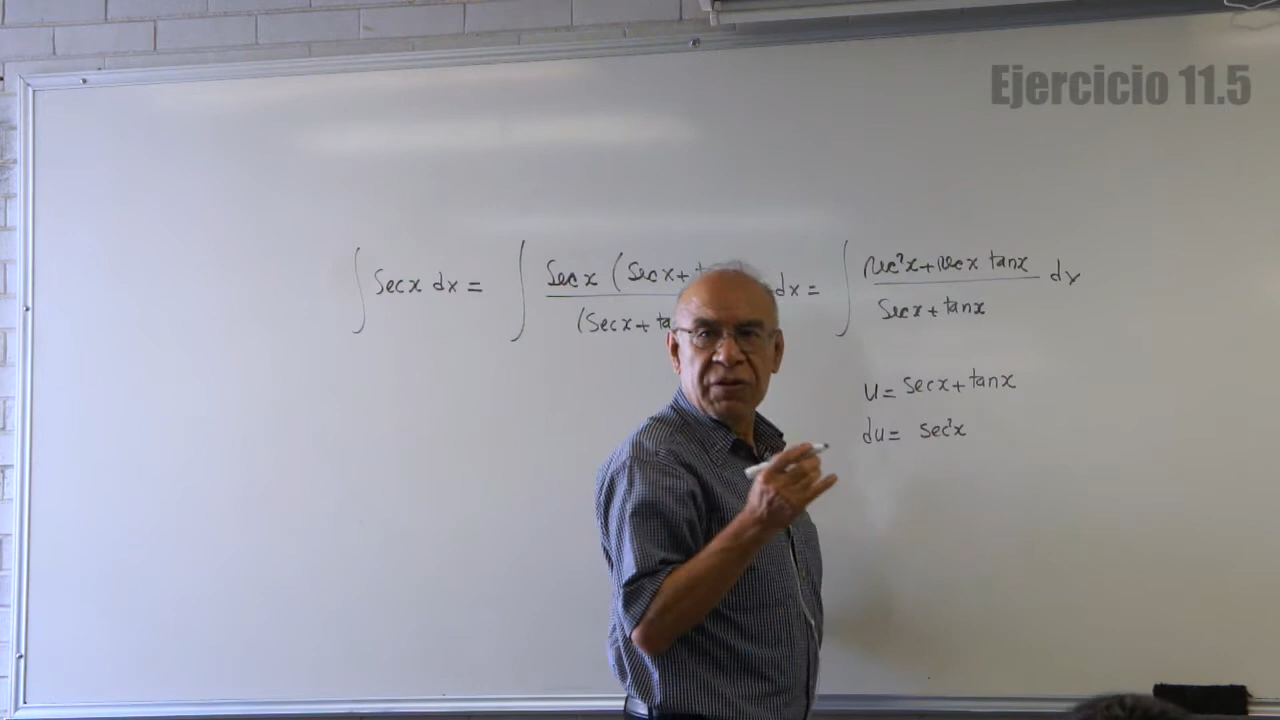 Ejercicio 11.5
∫ Sec x dx = ∫ Sec x (Sec x + / (Sec x + ta dx = ∫ sec²x + sec x tan x / Sec x + tan x dx
u = sec x + tan x
du = sec²x